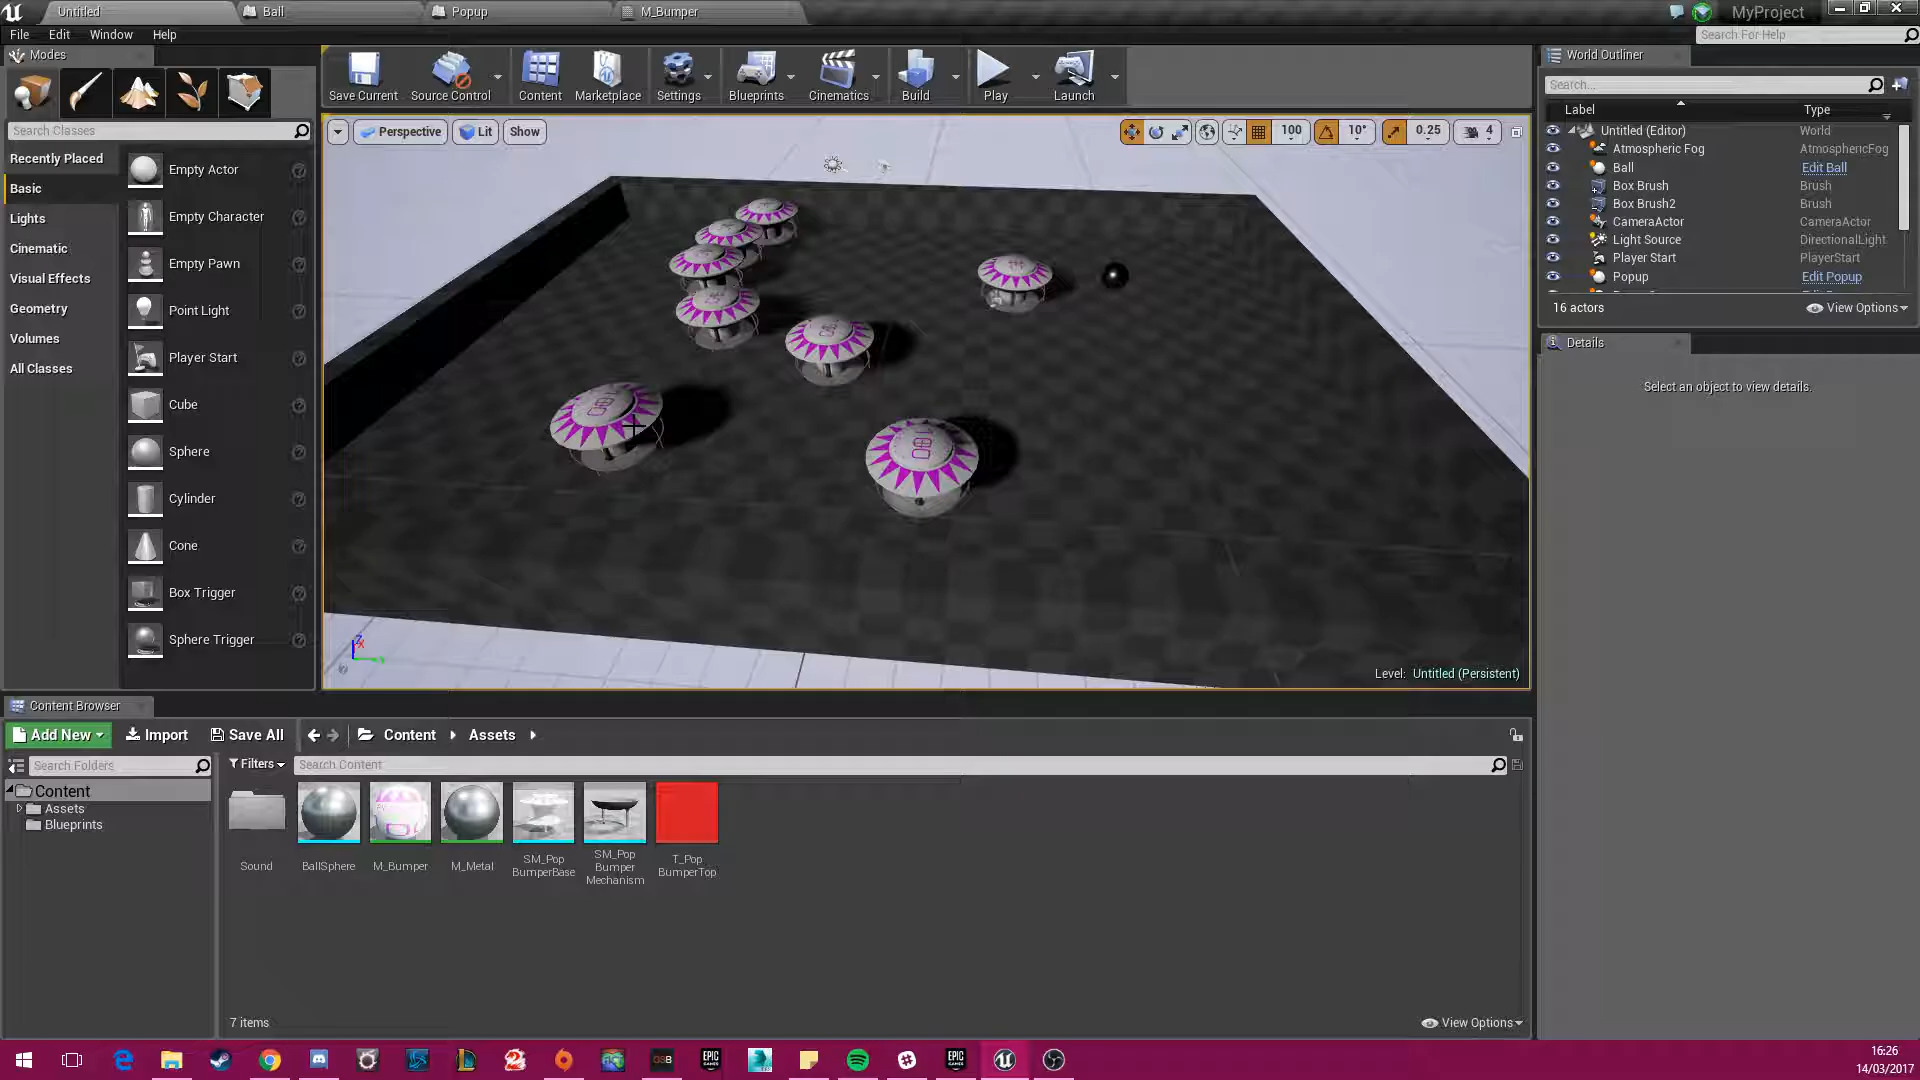 Untitled
Ball
Popup
M_Bumper
MyProject
File Edit Window Help
Search For Help
Modes
Save Current
Source Control
Content
Marketplace
Settings
Blueprints
Cinematics
Build
Play
Launch
World Outliner
Search...
Label Type
Search Classes
Perspective
Lit
Show
100
10°
0.25
4
Recently Placed
Basic
Lights
Cinematic
Visual Effects
Geometry
Volumes
All Classes
Empty Actor
Empty Character
Empty Pawn
Point Light
Player Start
Cube
Sphere
Cylinder
Cone
Box Trigger
Sphere Trigger
Untitled (Editor) World
Atmospheric Fog AtmosphericFog
Ball Edit Ball
Box Brush Brush
Box Brush2 Brush
CameraActor CameraActor
Light Source DirectionalLight
Player Start PlayerStart
Popup Edit Popup
16 actors
View Options
Details
Select an object to view details.
100
Level: Untitled (Persistent)
Content Browser
Add New
Import
Save All
Content
Assets
Search Folders
Filters
Search Content
Content
Assets
Blueprints
Sound
BallSphere
M_Bumper
M_Metal
SM_Pop
BumperBase
SM_Pop
Bumper
Mechanism
T_Pop
BumperTop
7 items
View Options
16:26
14/03/2017